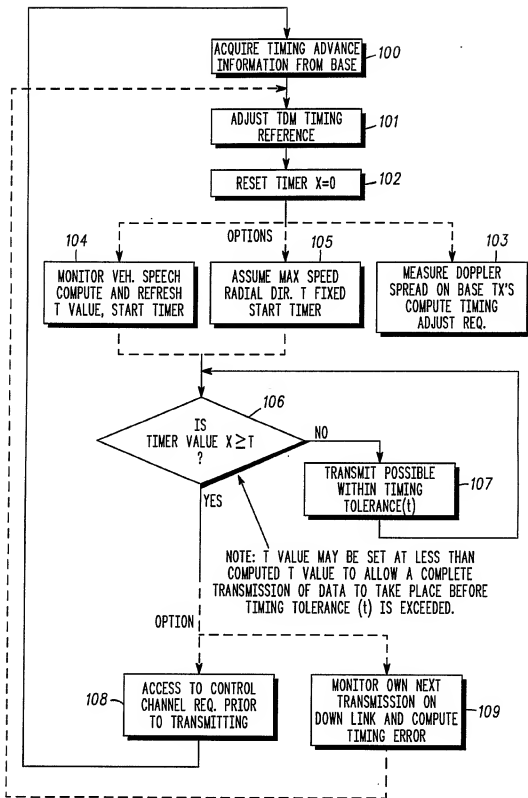 ACQUIRE TIMING ADVANCE
INFORMATION FROM BASE
100
ADJUST TDM TIMING
REFERENCE
101
RESET TIMER X=0
102
OPTIONS
104
105
103
MONITOR VEH. SPEECH
COMPUTE AND REFRESH
T VALUE, START TIMER
ASSUME MAX SPEED
RADIAL DIR. T FIXED
START TIMER
MEASURE DOPPLER
SPREAD ON BASE TX'S
COMPUTE TIMING
ADJUST REQ.
106
IS
TIMER VALUE X ≥ T
?
NO
YES
TRANSMIT POSSIBLE
WITHIN TIMING
TOLERANCE(t)
107
NOTE: T VALUE MAY BE SET AT LESS THAN
COMPUTED T VALUE TO ALLOW A COMPLETE
TRANSMISSION OF DATA TO TAKE PLACE BEFORE
TIMING TOLERANCE (t) IS EXCEEDED.
OPTION
108
ACCESS TO CONTROL
CHANNEL REQ. PRIOR
TO TRANSMITTING
MONITOR OWN NEXT
TRANSMISSION ON
DOWN LINK AND COMPUTE
TIMING ERROR
109